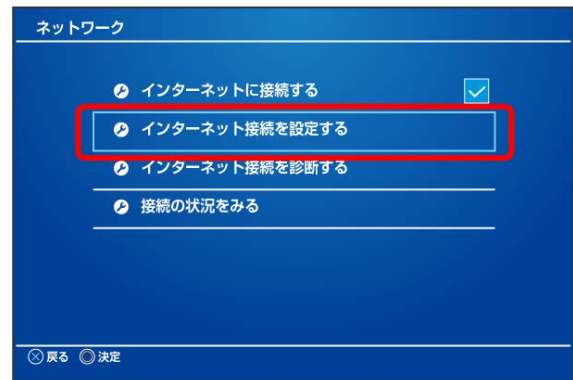 ネットワーク
インターネットに接続する
インターネット接続を設定する
インターネット接続を診断する
接続の状況をみる
戻る 決定